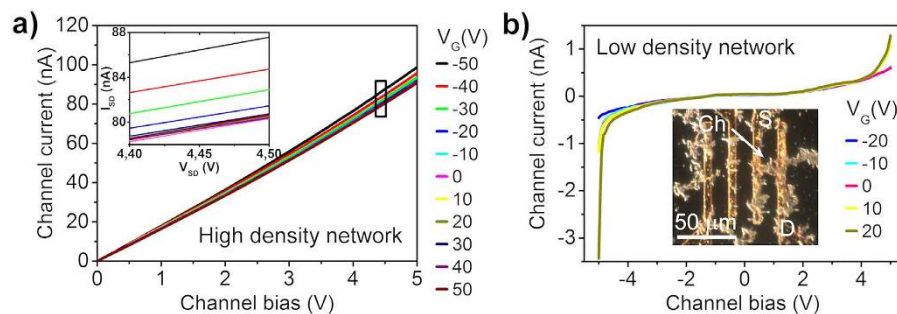 a)
120
100
80
60
40
20
0
Channel current (nA)
0 1 2 3 4 5
Channel bias (V)
High density network
88
84
80
I_SD (nA)
4,40 4,45 4,50
V_SD (V)
V_G(V)
-50
-40
-30
-20
-10
0
10
20
30
40
50
b)
1
0
-1
-2
-3
Channel current (nA)
-4 -2 0 2 4
Channel bias (V)
Low density network
Ch
S
D
50 µm
V_G(V)
-20
-10
0
10
20